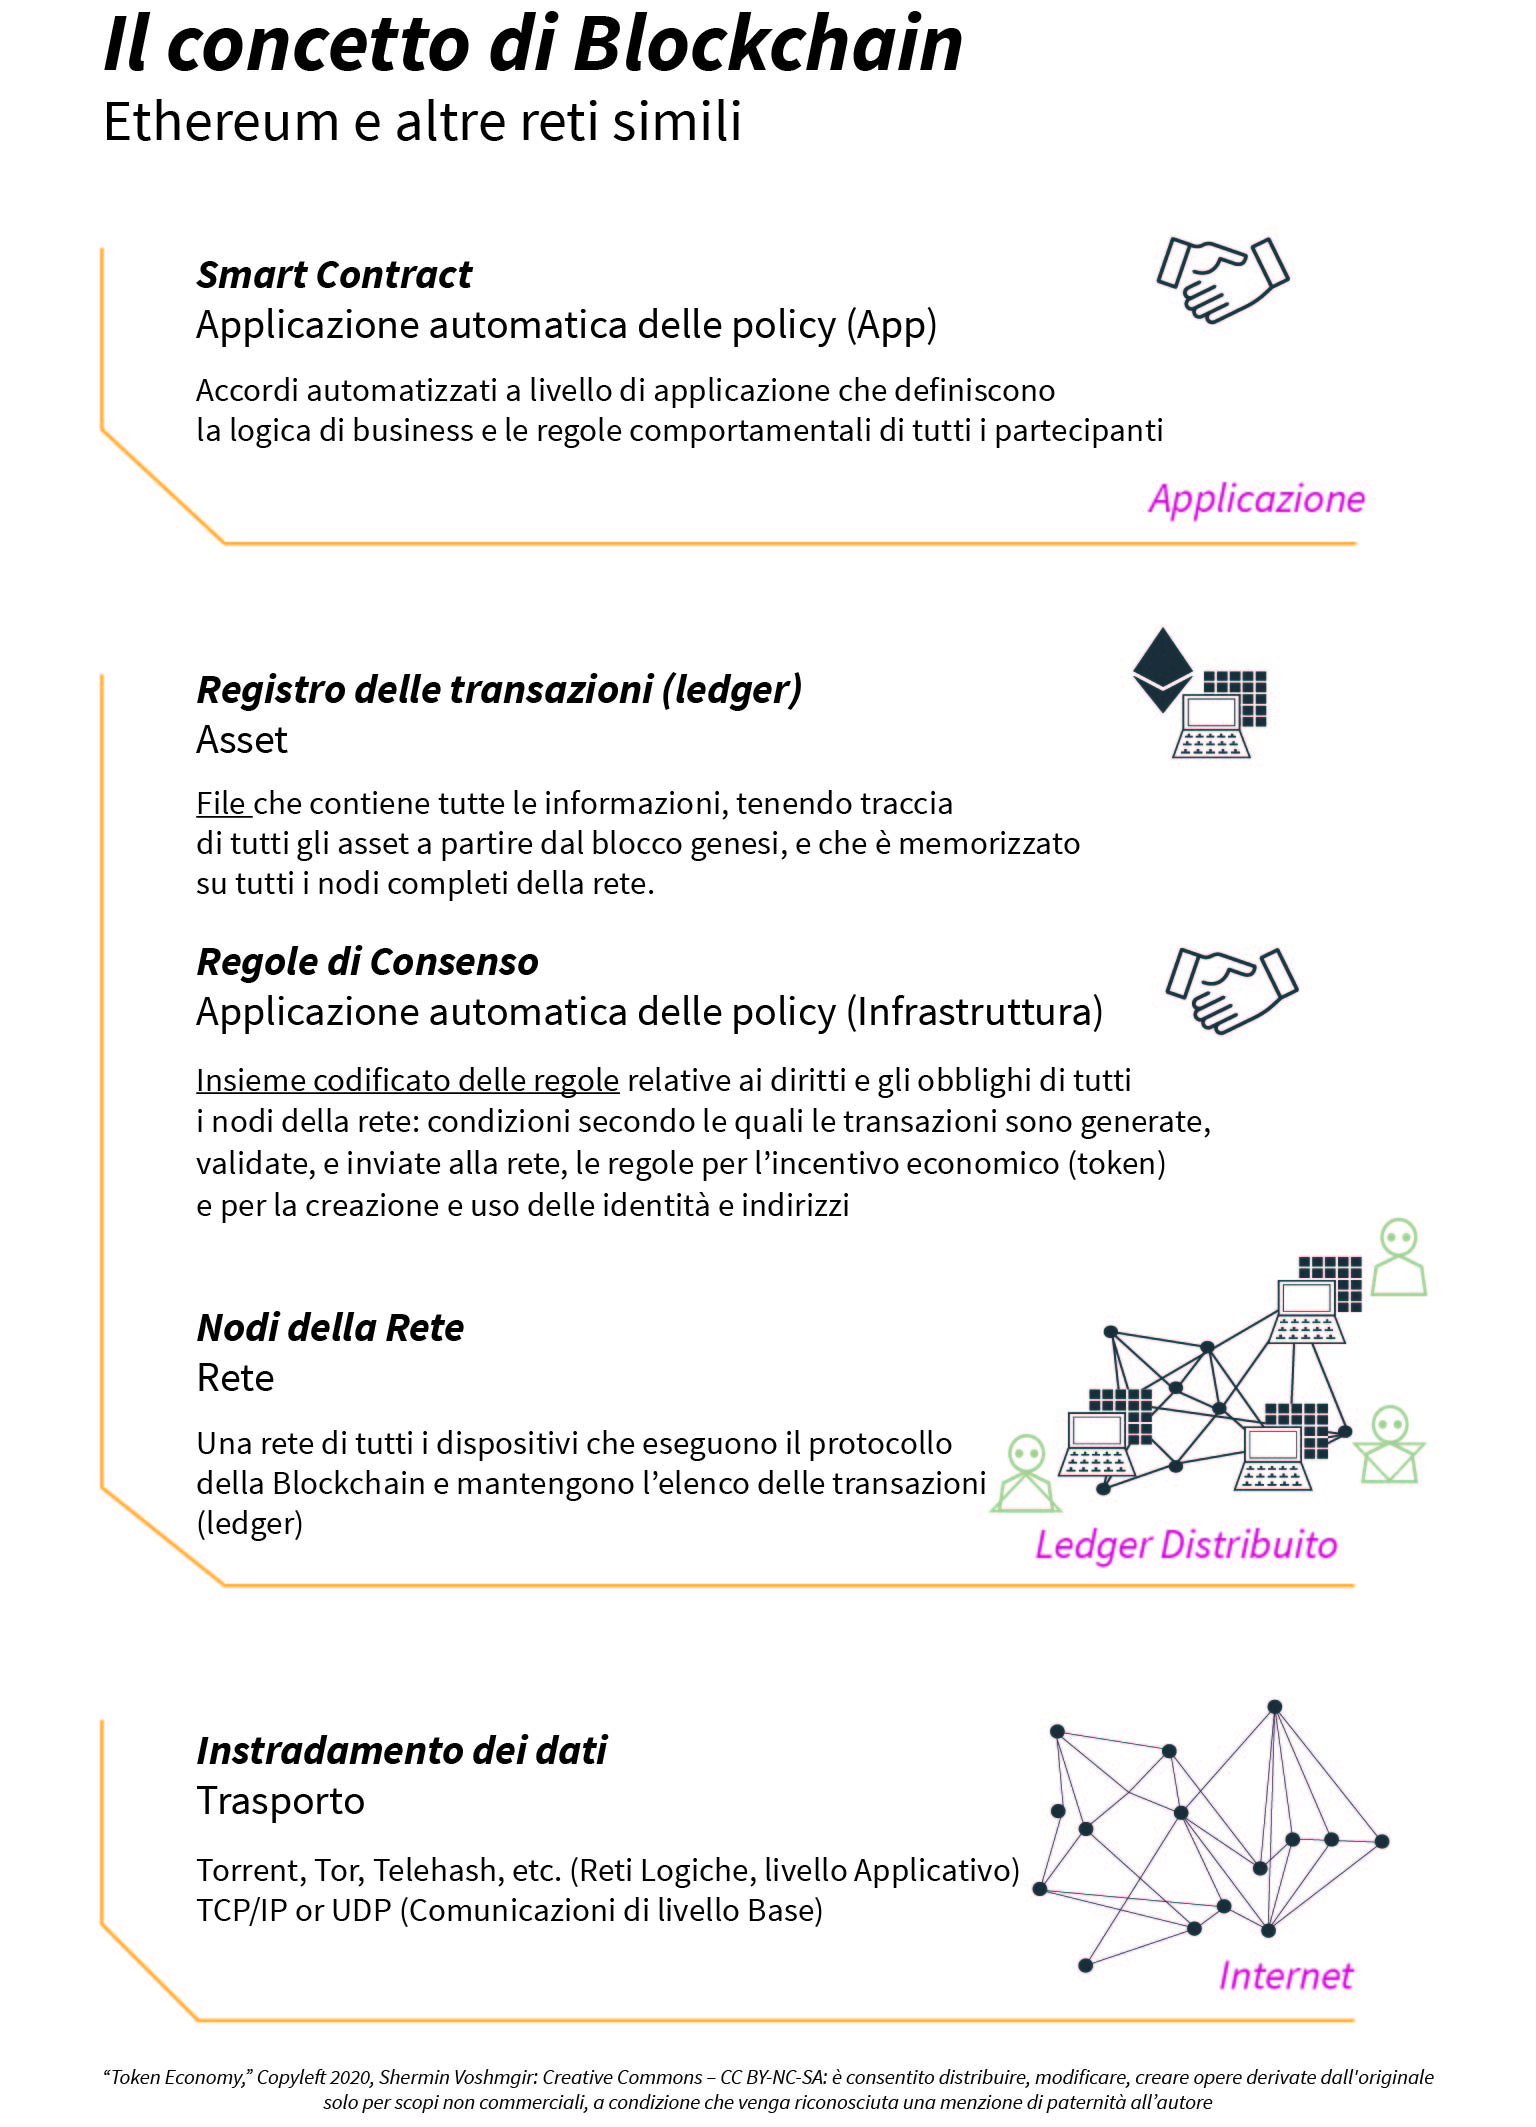 Il concetto di Blockchain
Ethereum e altre reti simili
Smart Contract
Applicazione automatica delle policy (App)
Accordi automatizzati a livello di applicazione che definiscono
la logica di business e le regole comportamentali di tutti i partecipanti
Applicazione
Registro delle transazioni (ledger)
Asset
File che contiene tutte le informazioni, tenendo traccia
di tutti gli asset a partire dal blocco genesi, e che è memorizzato
su tutti i nodi completi della rete.
Regole di Consenso
Applicazione automatica delle policy (Infrastruttura)
Insieme codificato delle regole relative ai diritti e gli obblighi di tutti
i nodi della rete: condizioni secondo le quali le transazioni sono generate,
validate, e inviate alla rete, le regole per l’incentivo economico (token)
e per la creazione e uso delle identità e indirizzi
Nodi della Rete
Rete
Una rete di tutti i dispositivi che eseguono il protocollo
della Blockchain e mantengono l’elenco delle transazioni
(ledger)
Ledger Distribuito
Instradamento dei dati
Trasporto
Torrent, Tor, Telehash, etc. (Reti Logiche, livello Applicativo)
TCP/IP or UDP (Comunicazioni di livello Base)
Internet
“Token Economy,” Copyleft 2020, Shermin Voshmgir: Creative Commons – CC BY-NC-SA: è consentito distribuire, modificare, creare opere derivate dall'originale
solo per scopi non commerciali, a condizione che venga riconosciuta una menzione di paternità all’autore